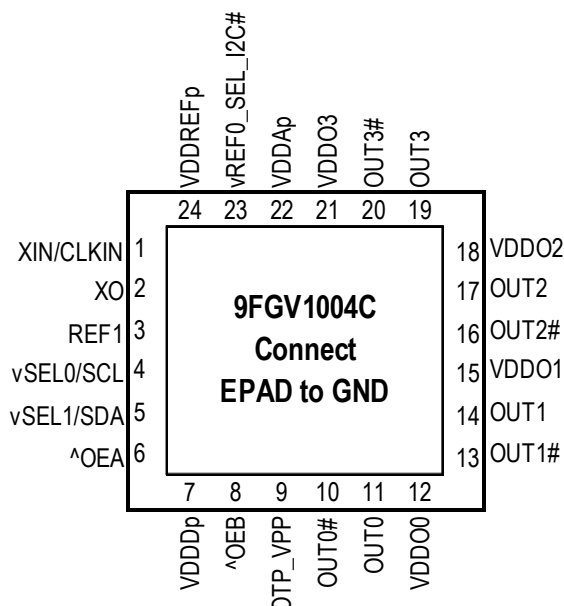 VDDREFp
vREF0_SEL_I2C#
VDDAp
VDDO3
OUT3#
OUT3
24 23 22 21 20 19
XIN/CLKIN 1
XO 2
REF1 3
vSEL0/SCL 4
vSEL1/SDA 5
^OEA 6
9FGV1004C
Connect
EPAD to GND
18 VDDO2
17 OUT2
16 OUT2#
15 VDDO1
14 OUT1
13 OUT1#
7 8 9 10 11 12
VDDDp
^OEB
OTP_VPP
OUT0#
OUT0
VDDO0